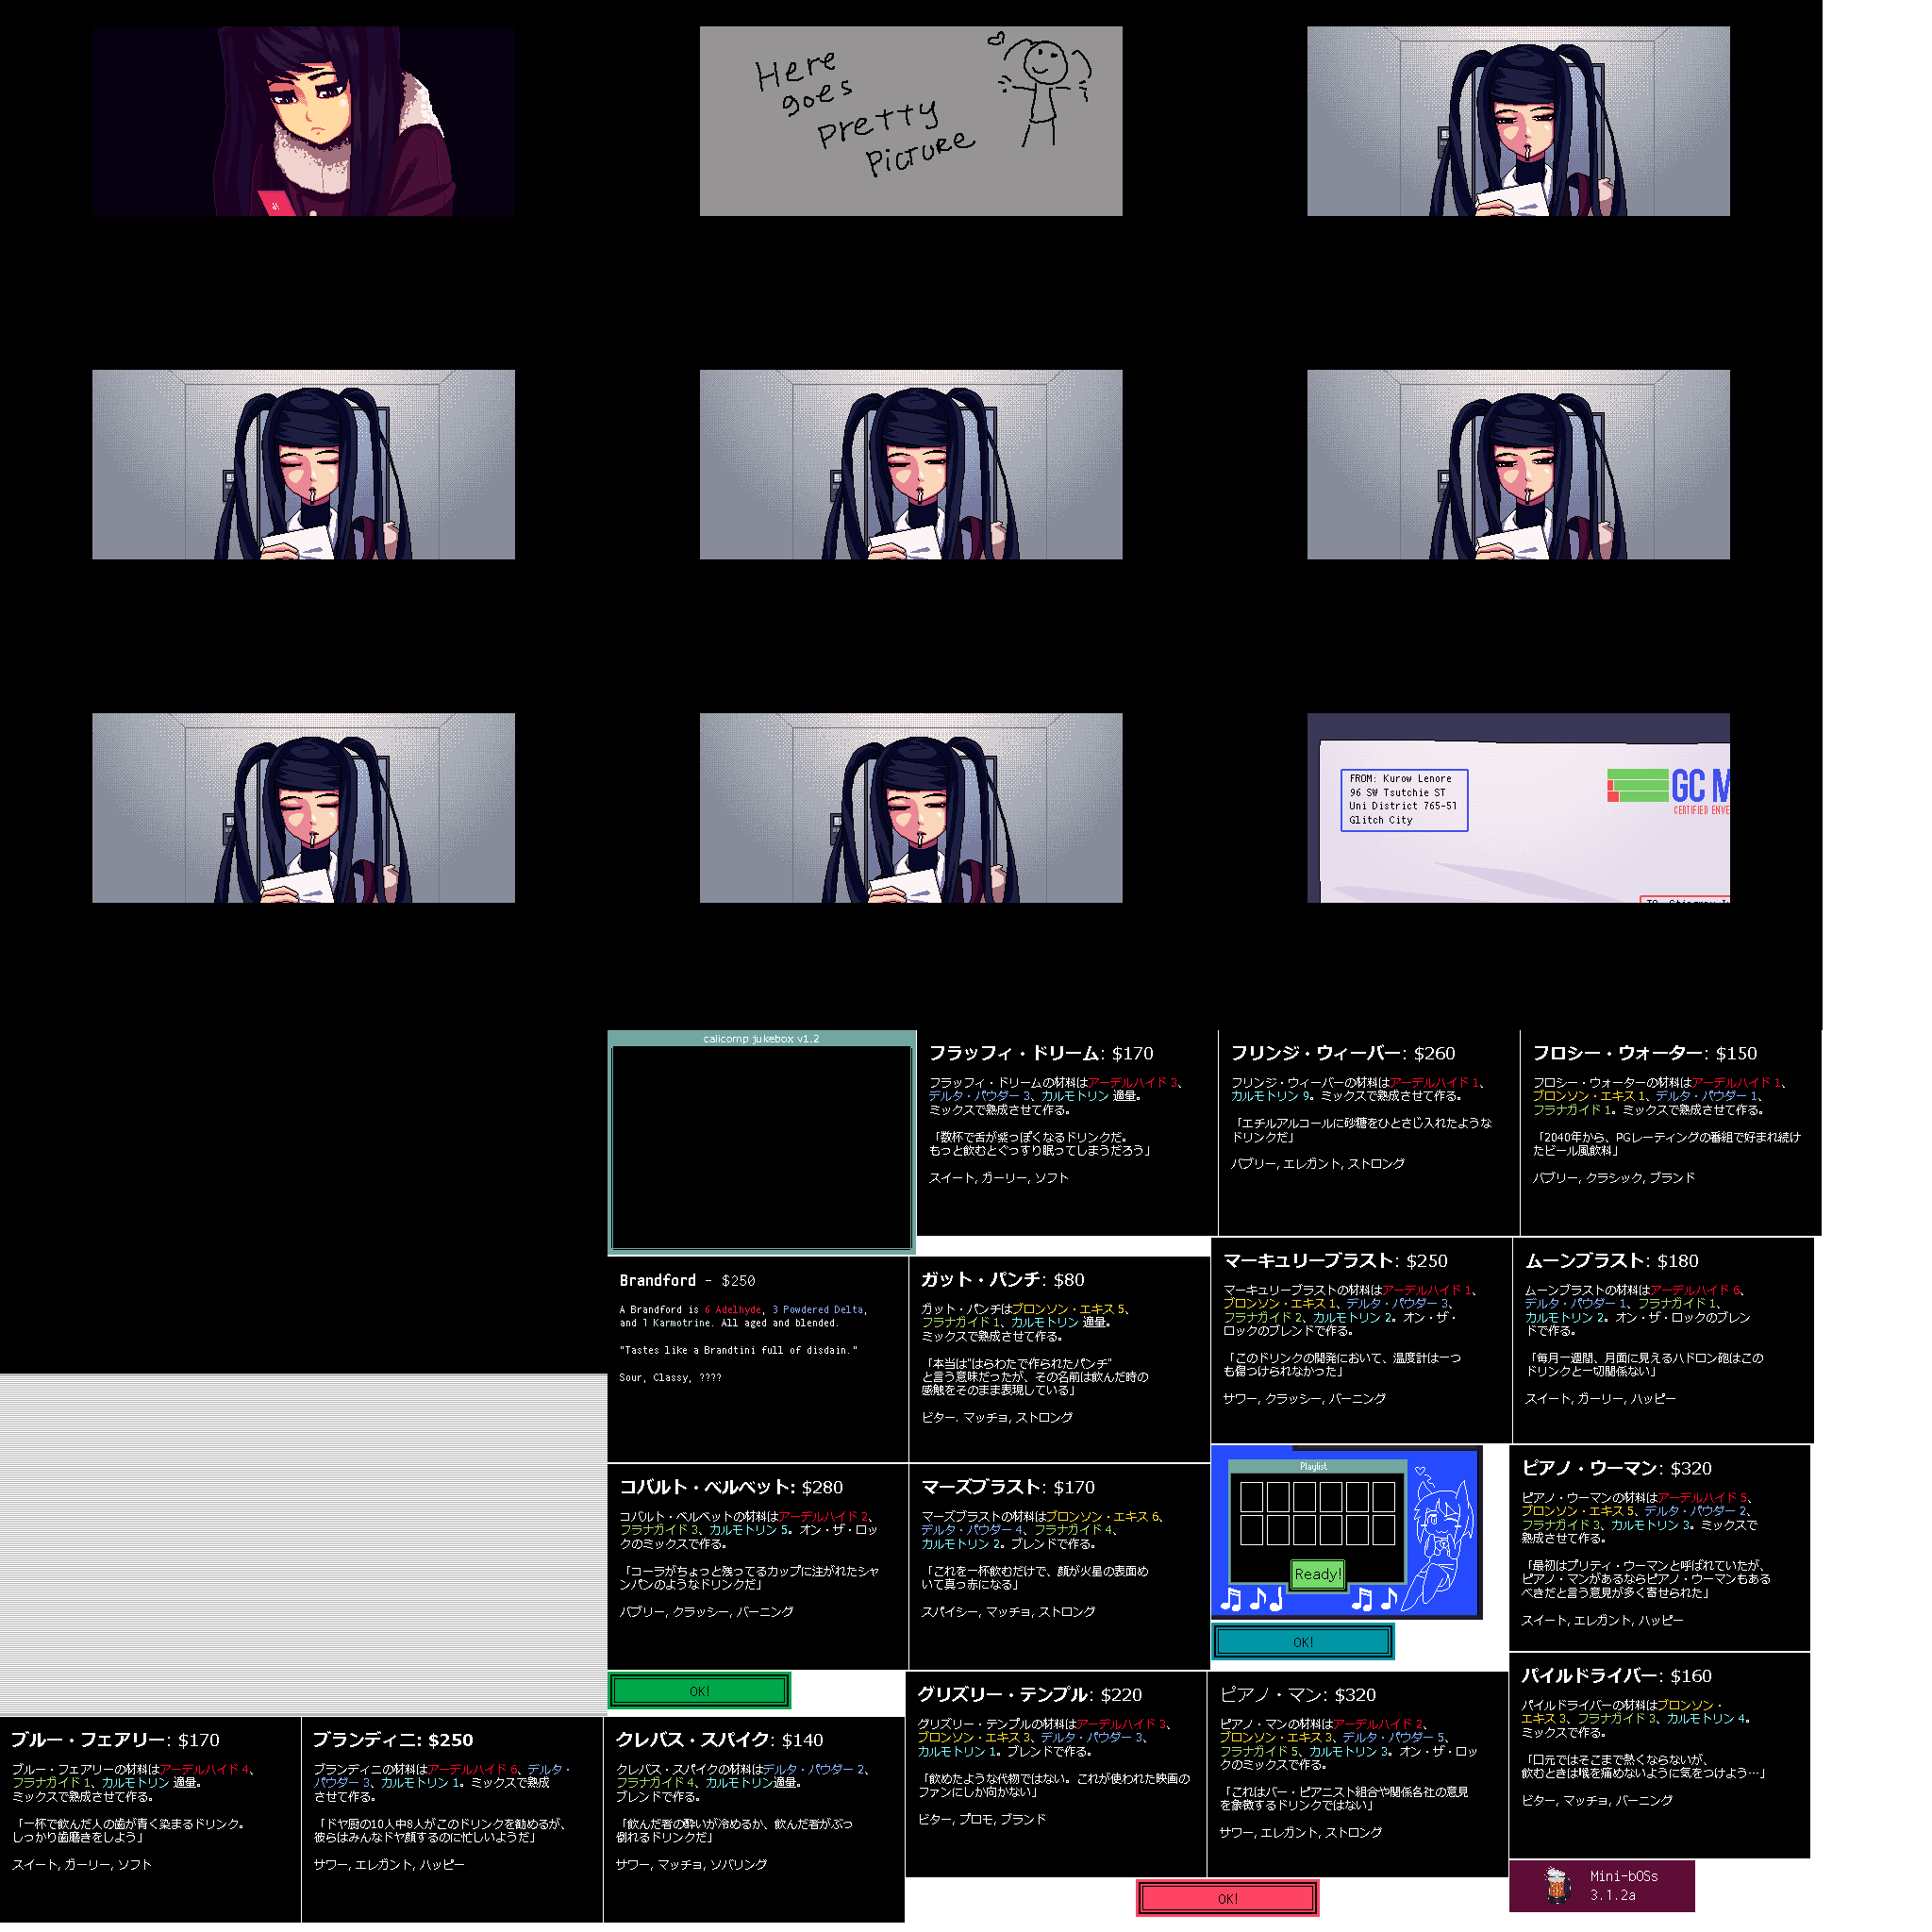 Here
goes
pretty
picture
FROM: Kurow Lenore
96 SW Tsutchie ST
Uni District 765-51
Glitch City
GC M
CERTIFIED ENVE
calicomp jukebox v1.2
フラッフィ・ドリーム: $170
フラッフィ・ドリームの材料はアーデルハイド 3、
デルタ・パウダー 3、カルモトリン 適量。
ミックスで熟成させて作る。
「数杯で舌が紫っぽくなるドリンクだ。
もっと飲むとぐっすり眠ってしまうだろう」
スイート, ガーリー, ソフト
フリンジ・ウィーバー: $260
フリンジ・ウィーバーの材料はアーデルハイド 1、
カルモトリン 9。ミックスで熟成させて作る。
「エチルアルコールに砂糖をひとさじ入れたような
ドリンクだ」
バブリー, エレガント, ストロング
フロシー・ウォーター: $150
フロシー・ウォーターの材料はアーデルハイド 1、
ブロンソン・エキス 1、デルタ・パウダー 1、
フラナガイド 1。ミックスで熟成させて作る。
「2040年から、PGレーティングの番組で好まれ続け
たビール風飲料」
バブリー, クラシック, ブランド
Brandford - $250
A Brandford is 6 Adelhyde, 3 Powdered Delta,
and 1 Karmotrine. All aged and blended.
"Tastes like a Brandtini full of disdain."
Sour, Classy, ????
ガット・パンチ: $80
ガット・パンチはブロンソン・エキス 5、
フラナガイド 1、カルモトリン 適量。
ミックスで熟成させて作る。
「本当は"はらわたで作られたパンチ"
と言う意味だったが、その名前は飲んだ時の
感触をそのまま表現している」
ビター. マッチョ, ストロング
マーキュリーブラスト: $250
マーキュリーブラストの材料はアーデルハイド 1、
ブロンソン・エキス 1、デルタ・パウダー 3、
フラナガイド 2、カルモトリン 2。オン・ザ・
ロックのブレンドで作る。
「このドリンクの開発において、温度計は一つ
も傷つけられなかった」
サワー, クラッシー, バーニング
ムーンブラスト: $180
ムーンブラストの材料はアーデルハイド 6、
デルタ・パウダー 1、フラナガイド 1、
カルモトリン 2。オン・ザ・ロックのブレン
ドで作る。
「毎月一週間、月面に見えるハドロン砲はこの
ドリンクと一切関係ない」
スイート, ガーリー, ハッピー
コバルト・ベルベット: $280
コバルト・ベルベットの材料はアーデルハイド 2、
フラナガイド 3、カルモトリン 5。オン・ザ・ロッ
クのミックスで作る。
「コーラがちょっと残ってるカップに注がれたシャ
ンパンのようなドリンクだ」
バブリー, クラッシー, バーニング
マーズブラスト: $170
マーズブラストの材料はブロンソン・エキス 6、
デルタ・パウダー 4、フラナガイド 4、
カルモトリン 2。ブレンドで作る。
「これを一杯飲むだけで、顔が火星の表面め
いて真っ赤になる」
スパイシー, マッチョ, ストロング
Playlist
Ready!
OK!
ピアノ・ウーマン: $320
ピアノ・ウーマンの材料はアーデルハイド 5、
ブロンソン・エキス 5、デルタ・パウダー 2、
フラナガイド 3、カルモトリン 3。ミックスで
熟成させて作る。
「最初はプリティ・ウーマンと呼ばれていたが、
ピアノ・マンがあるならピアノ・ウーマンもある
べきだと言う意見が多く寄せられた」
スイート, エレガント, ハッピー
OK!
グリズリー・テンプル: $220
グリズリー・テンプルの材料はアーデルハイド 3、
ブロンソン・エキス 3、デルタ・パウダー 3、
カルモトリン 1。ブレンドで作る。
「飲めたような代物ではない。これが使われた映画の
ファンにしか向かない」
ビター, プロモ, ブランド
ピアノ・マン: $320
ピアノ・マンの材料はアーデルハイド 2、
ブロンソン・エキス 3、デルタ・パウダー 5、
フラナガイド 5、カルモトリン 3。オン・ザ・ロッ
クのミックスで作る。
「これはバー・ピアニスト組合や関係各社の意見
を象徴するドリンクではない」
サワー, エレガント, ストロング
パイルドライバー: $160
パイルドライバーの材料はブロンソン・
エキス 3、フラナガイド 3、カルモトリン 4。
ミックスで作る。
「口元ではそこまで熱くならないが、
飲むときは喉を痛めないように気をつけよう…」
ビター, マッチョ, バーニング
ブルー・フェアリー: $170
ブルー・フェアリーの材料はアーデルハイド 4、
フラナガイド 1、カルモトリン 適量。
ミックスで熟成させて作る。
「一杯で飲んだ人の歯が青く染まるドリンク。
しっかり歯磨きをしよう」
スイート, ガーリー, ソフト
ブランディニ: $250
ブランディニの材料はアーデルハイド 6、デルタ・
パウダー 3、カルモトリン 1。ミックスで熟成
させて作る。
「ドヤ厨の10人中8人がこのドリンクを勧めるが、
彼らはみんなドヤ顔するのに忙しいようだ」
サワー, エレガント, ハッピー
クレバス・スパイク: $140
クレバス・スパイクの材料はデルタ・パウダー 2、
フラナガイド 4、カルモトリン適量。
ブレンドで作る。
「飲んだ者の酔いが冷めるか、飲んだ者がぶっ
倒れるドリンクだ」
サワー, マッチョ, ソバリング
OK!
Mini-bOSs
3.1.2a